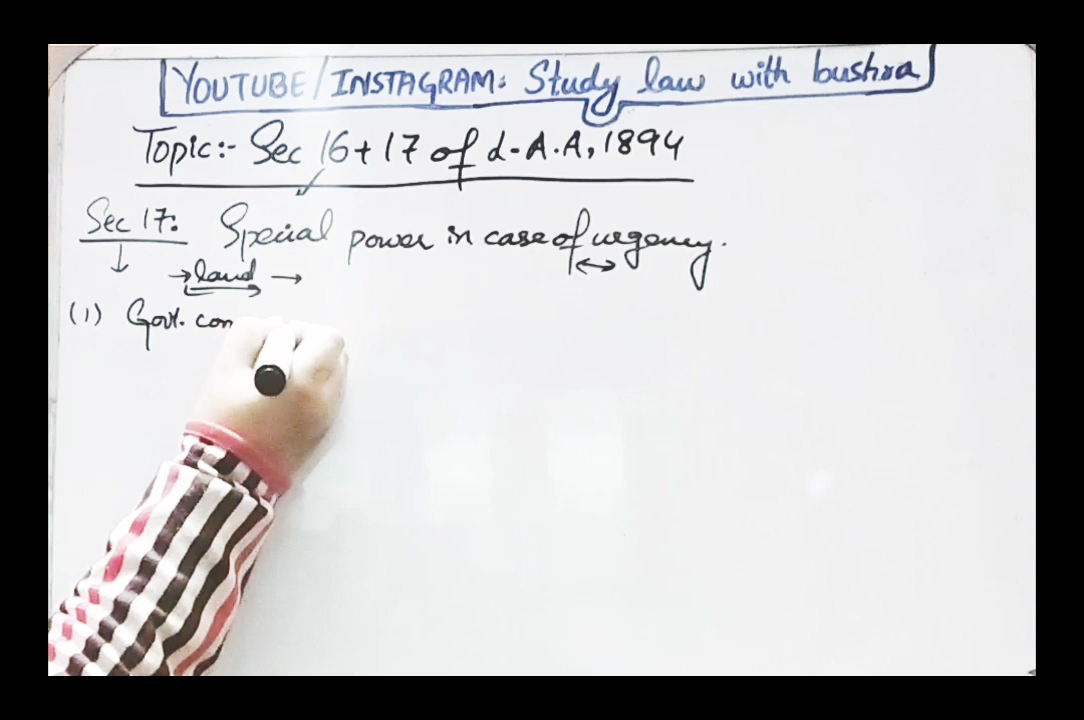 YOUTUBE/INSTAGRAM: Study law with bushra
Topic:- Sec 16+17 of L.A.A, 1894
Sec 17: Special power in case of urgency.
→ land →
(1) Govt. con